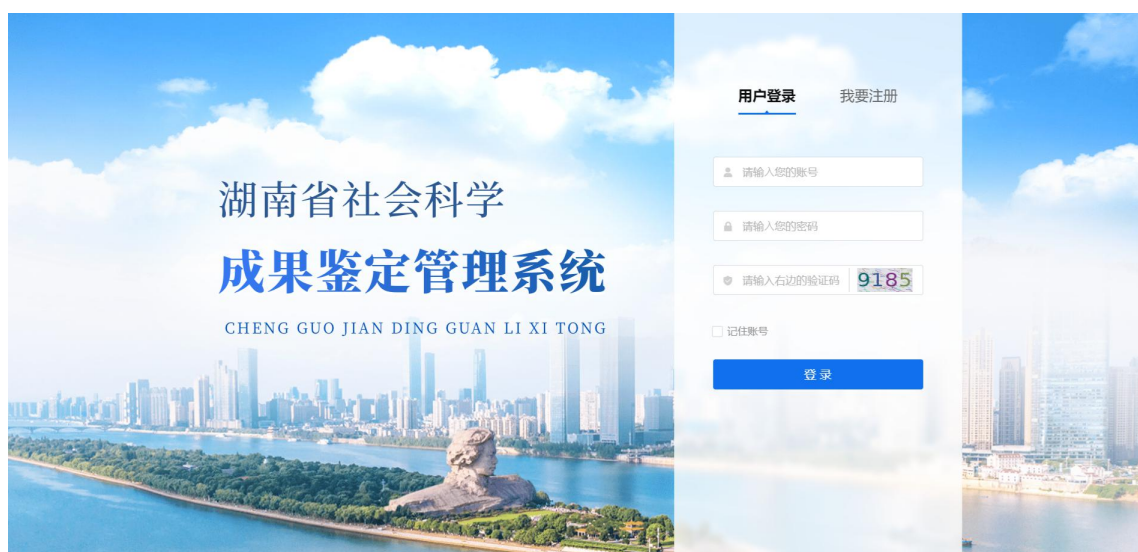 用户登录
我要注册
请输入您的账号
湖南省社会科学
请输入您的密码
成果鉴定管理系统
请输入右边的验证码
9185
CHENG GUO JIAN DING GUAN LI XI TONG
记住账号
登录